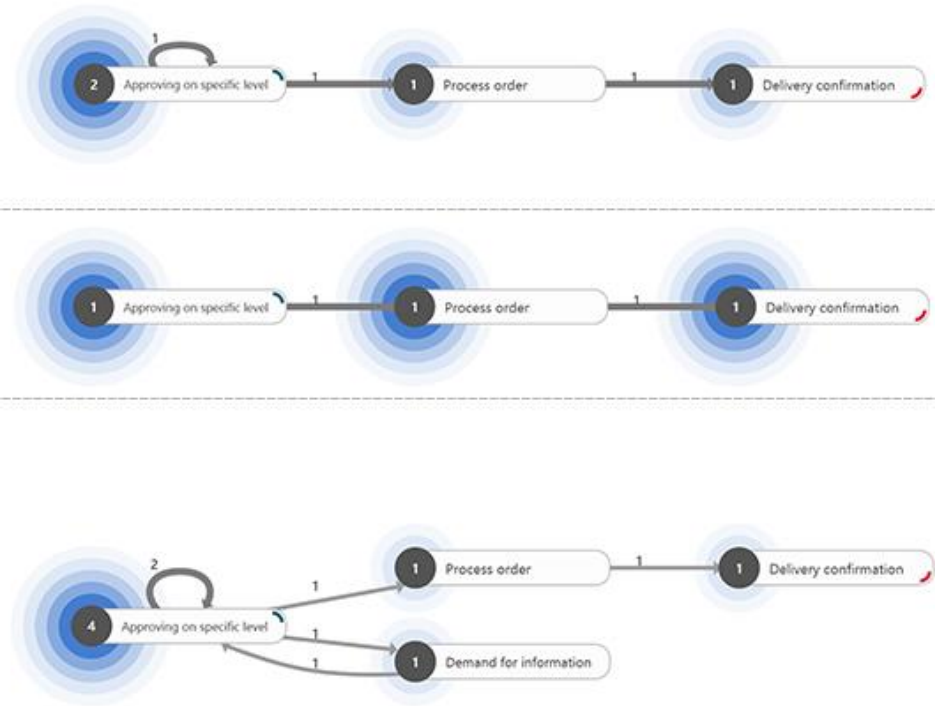 1
2 Approving on specific level 1 1 Process order 1 1 Delivery confirmation
1 Approving on specific level 1 1 Process order 1 1 Delivery confirmation
2
1 1 Process order 1 1 Delivery confirmation
4 Approving on specific level
1
1 1 Demand for information